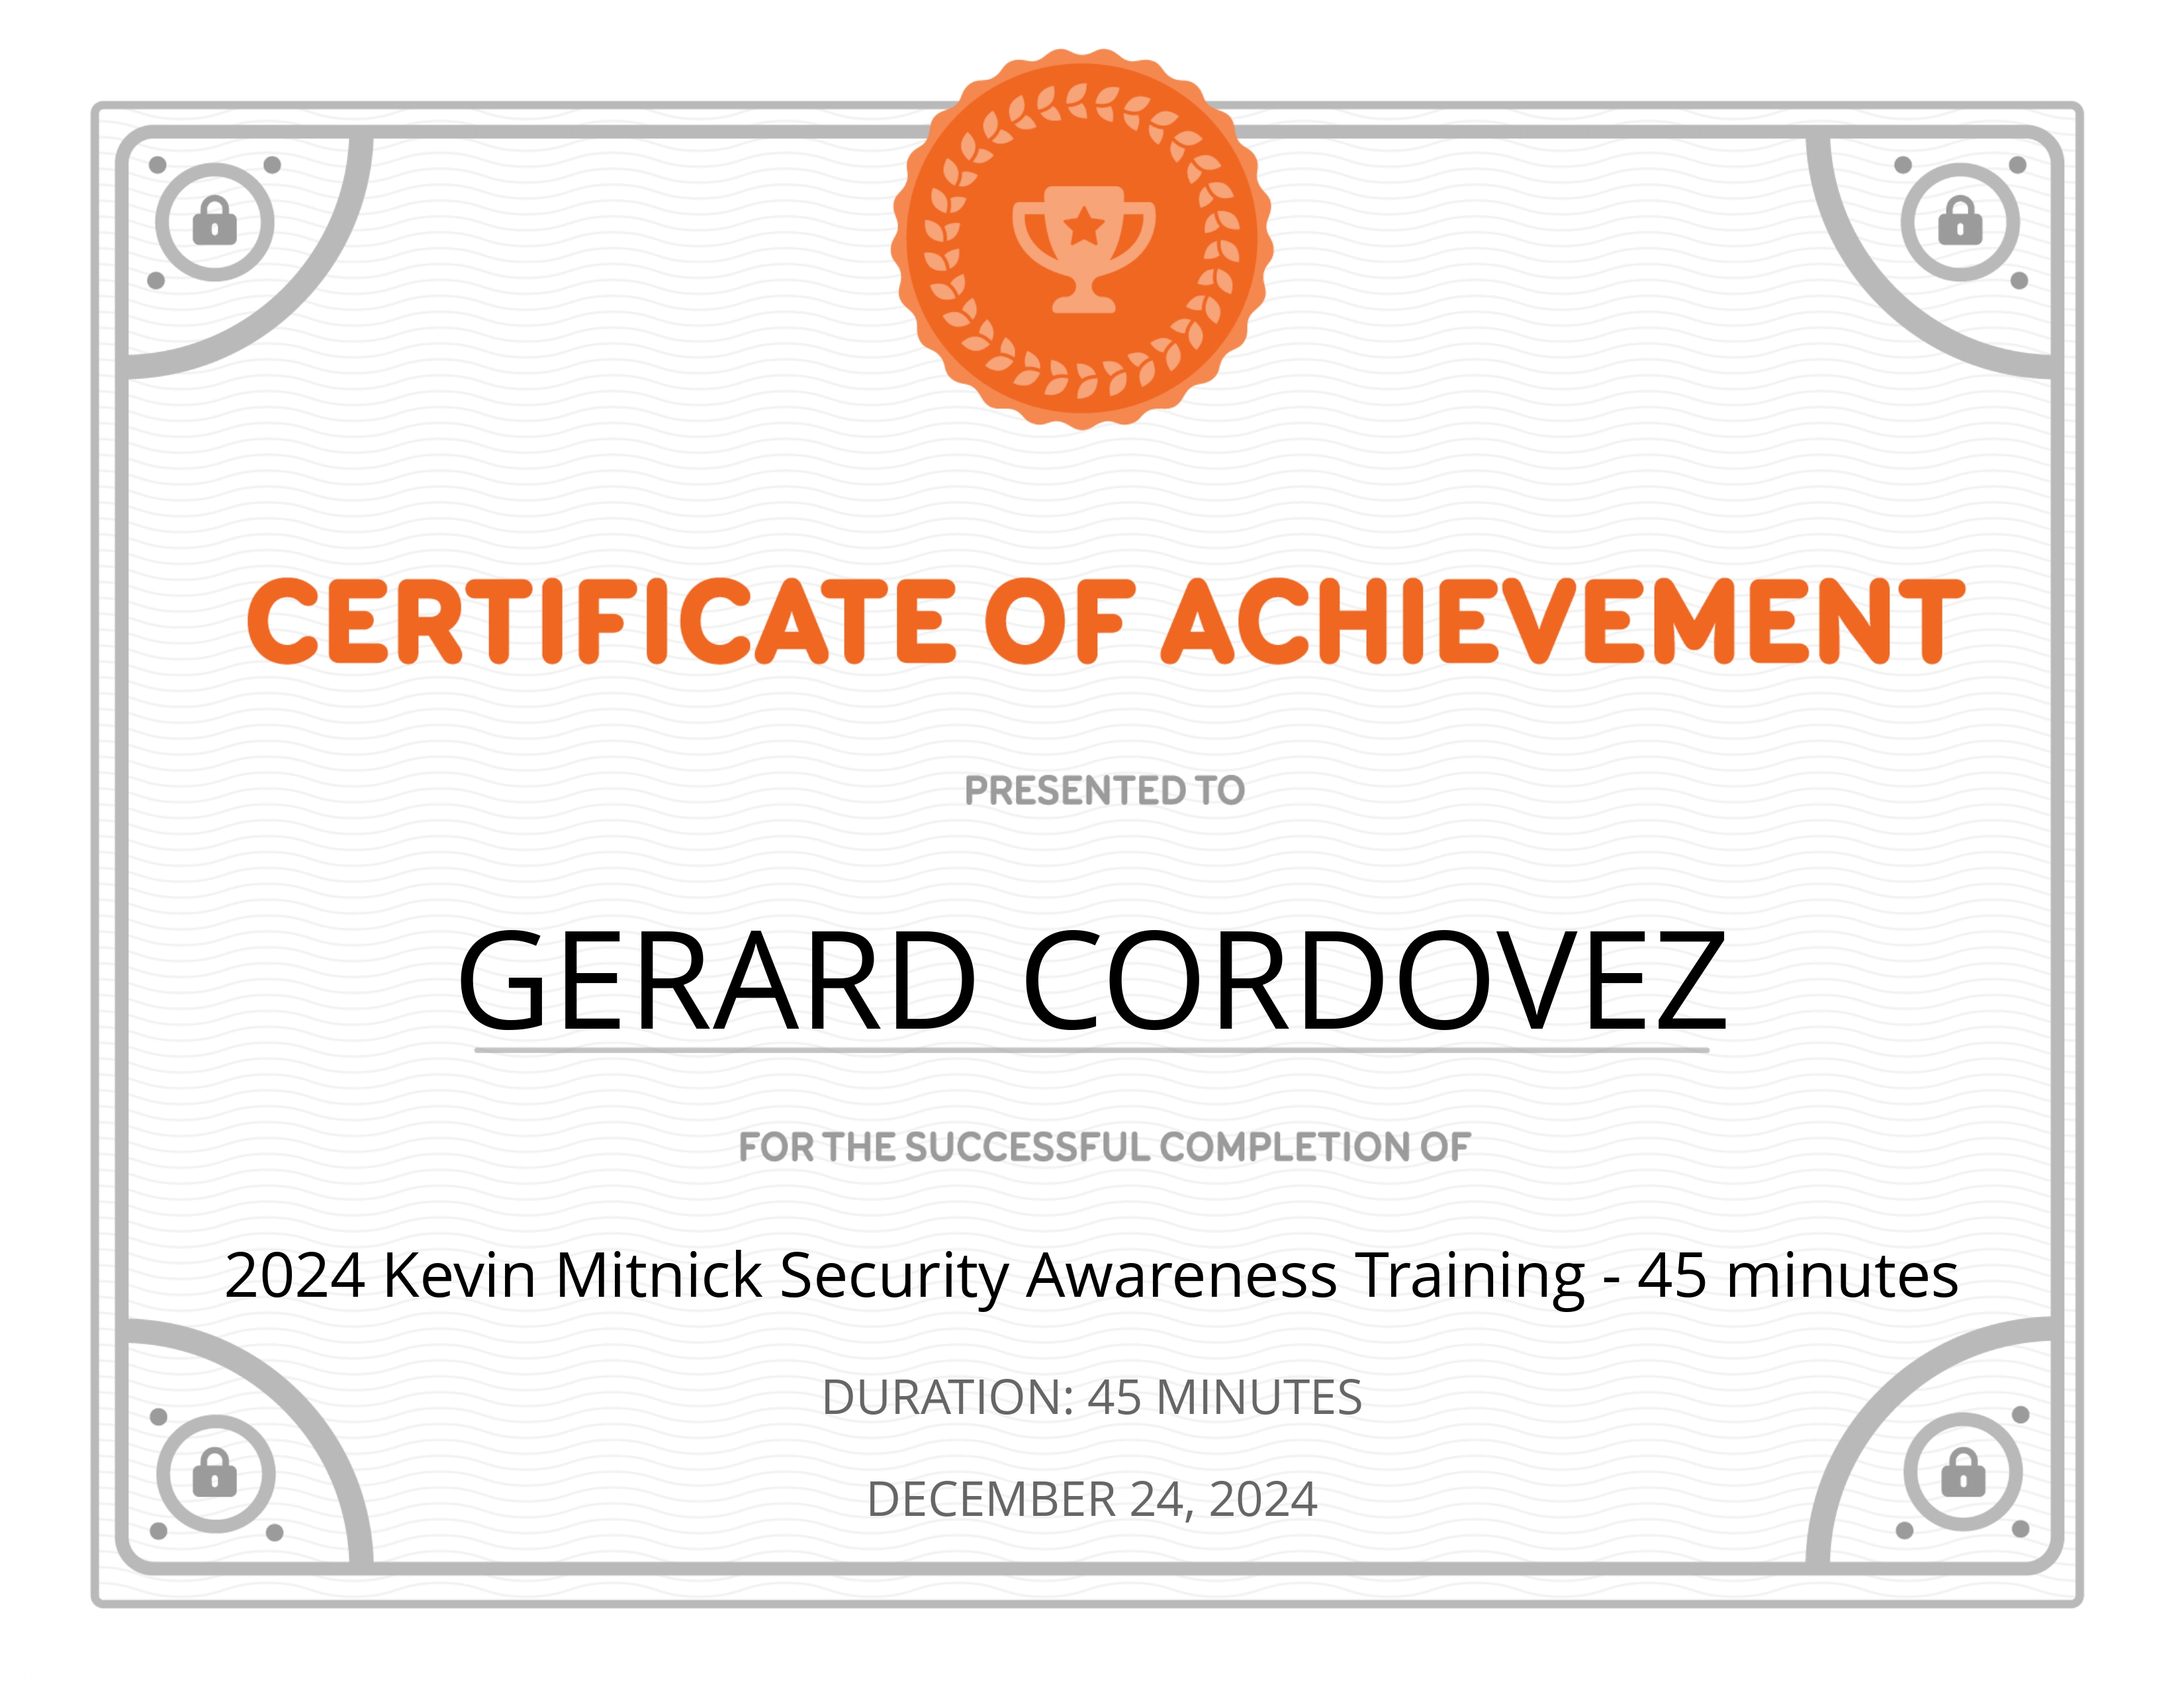 CERTIFICATE OF ACHIEVEMENT
PRESENTED TO
GERARD CORDOVEZ
FOR THE SUCCESSFUL COMPLETION OF
2024 Kevin Mitnick Security Awareness Training - 45 minutes
DURATION: 45 MINUTES
DECEMBER 24, 2024